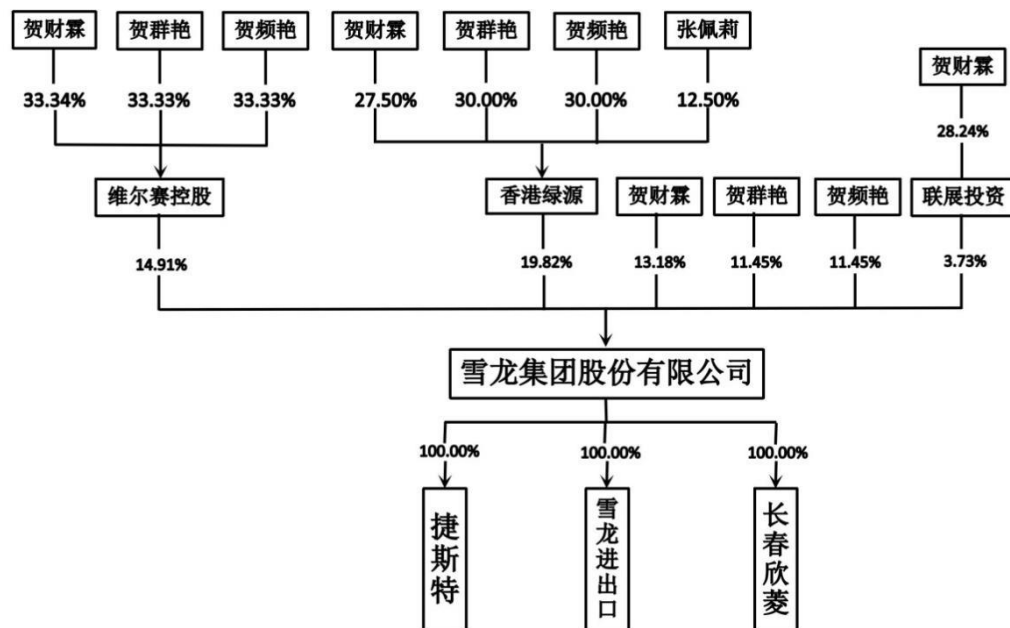 贺财霖
贺群艳
贺频艳
贺财霖
贺群艳
贺频艳
张佩莉
贺财霖
33.34%
33.33%
33.33%
27.50%
30.00%
30.00%
12.50%
28.24%
维尔赛控股
香港绿源
贺财霖
贺群艳
贺频艳
联展投资
14.91%
19.82%
13.18%
11.45%
11.45%
3.73%
雪龙集团股份有限公司
100.00%
100.00%
100.00%
捷斯特
雪龙进出口
长春欣菱